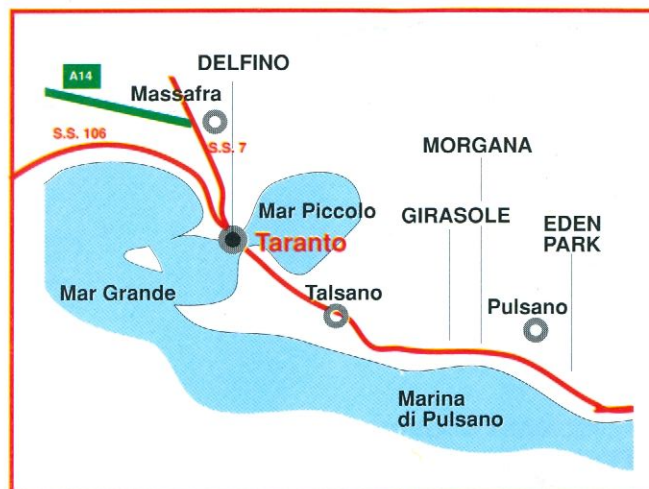 DELFINO
A14
Massafra
S.S. 106
S.S. 7
MORGANA
Mar Piccolo
GIRASOLE
EDEN
PARK
Taranto
Mar Grande
Talsano
Pulsano
Marina
di Pulsano